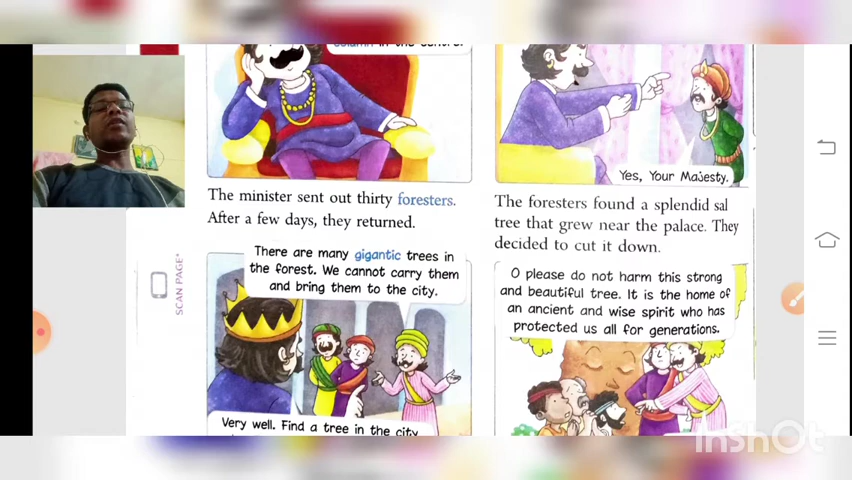 column in the centre.
The minister sent out thirty foresters.
After a few days, they returned.
There are many gigantic trees in
the forest. We cannot carry them
and bring them to the city.
Very well. Find a tree in the city
Yes, Your Majesty.
The foresters found a splendid sal
tree that grew near the palace. They
decided to cut it down.
O please do not harm this strong
and beautiful tree. It is the home of
an ancient and wise spirit who has
protected us all for generations.
SCAN PAGE*
InShOt